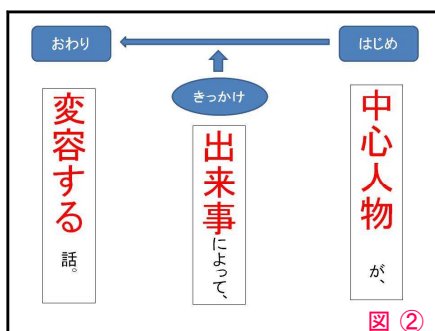 はじめ
きっかけ
おわり
中心人物が、
出来事によって、
変容する話。
図②